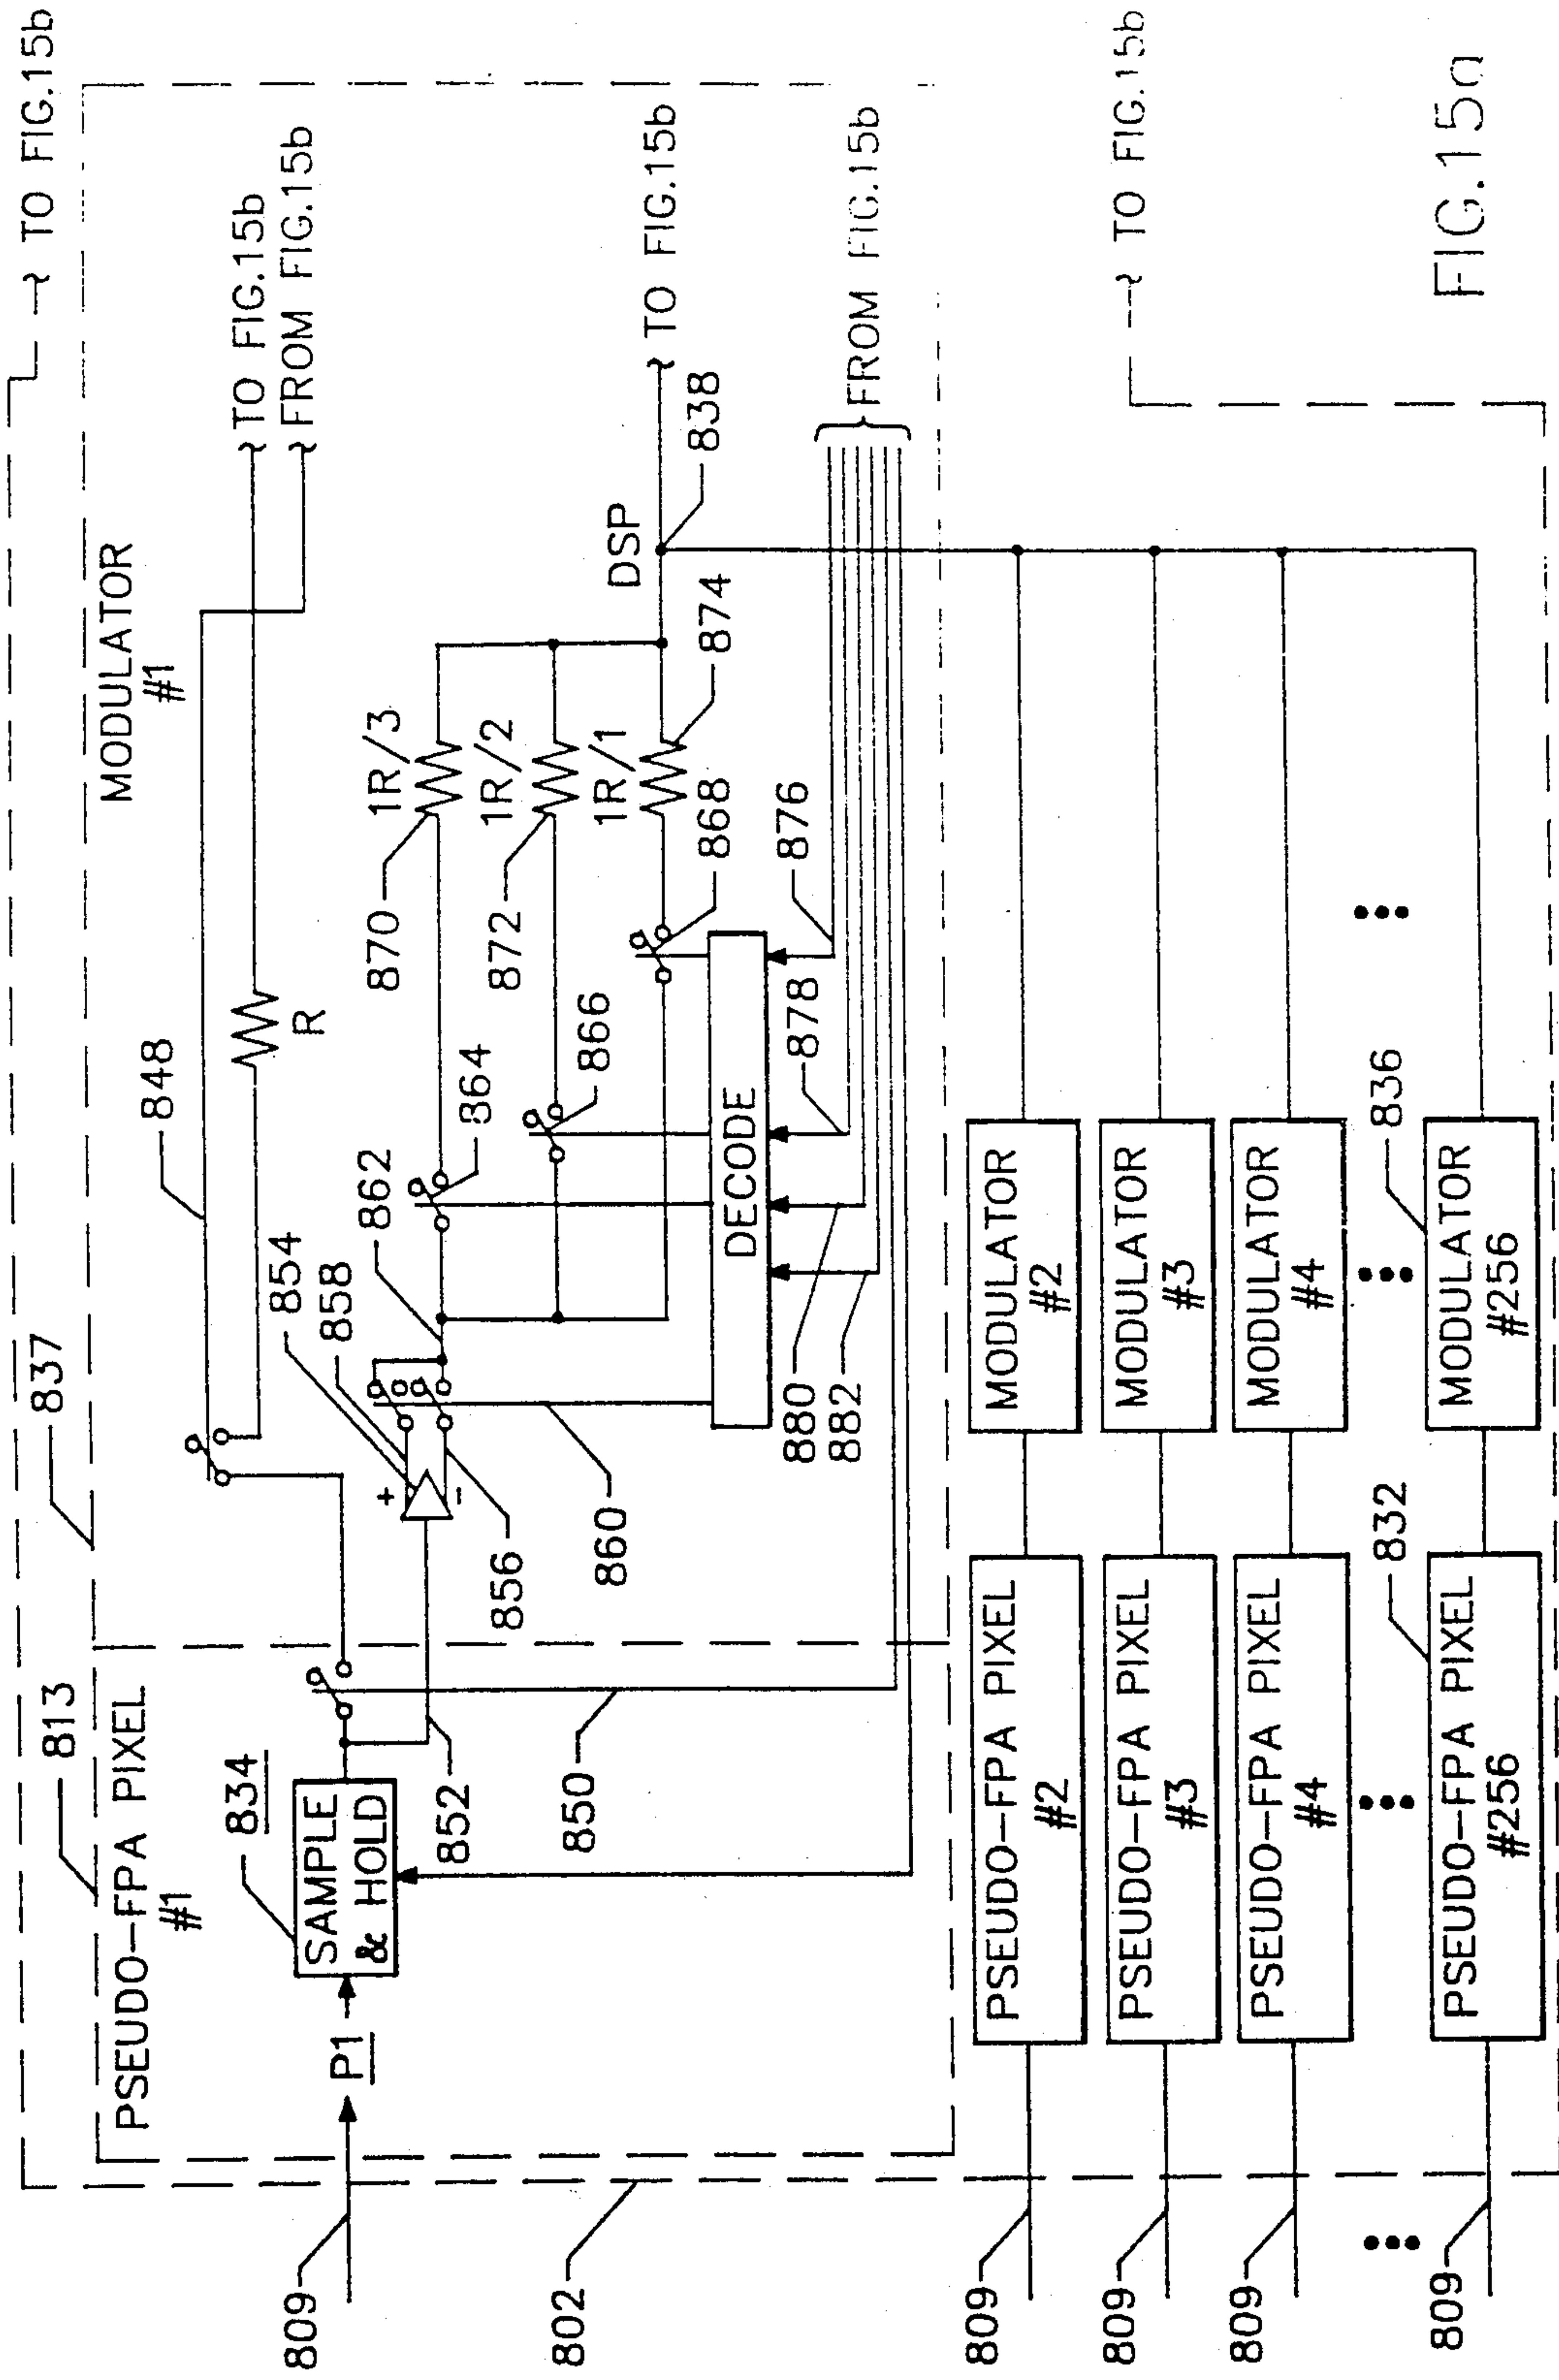 TO FIG.15b
837
813
848
MODULATOR
#1
TO FIG.15b
FROM FIG.15b
R
PSEUDO-FPA PIXEL
#1
834
SAMPLE
& HOLD
809
P1
852
850
854
858
+
-
856
860
862
864
866
868
870
1R/3
872
1R/2
1R/1
874
DSP
838
TO FIG.15b
DECODE
876
878
880
882
FROM FIG.15b
802
809
PSEUDO-FPA PIXEL
#2
MODULATOR
#2
TO FIG.15b
809
PSEUDO-FPA PIXEL
#3
MODULATOR
#3
809
PSEUDO-FPA PIXEL
#4
MODULATOR
#4
832
836
809
PSEUDO-FPA PIXEL
#256
MODULATOR
#256
FIG.15a